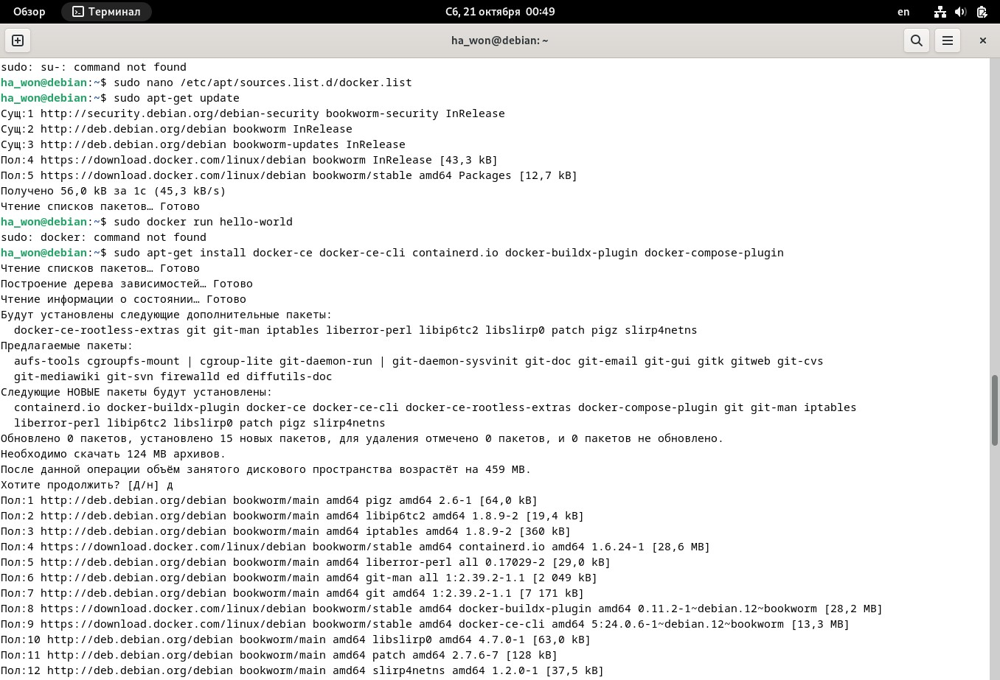 Обзор
Терминал
Сб, 21 октября 00:49
en
ha_won@debian: ~
sudo: su-: command not found
ha_won@debian:~$ sudo nano /etc/apt/sources.list.d/docker.list
ha_won@debian:~$ sudo apt-get update
Сущ:1 http://security.debian.org/debian-security bookworm-security InRelease
Сущ:2 http://deb.debian.org/debian bookworm InRelease
Сущ:3 http://deb.debian.org/debian bookworm-updates InRelease
Пол:4 https://download.docker.com/linux/debian bookworm InRelease [43,3 kB]
Пол:5 https://download.docker.com/linux/debian bookworm/stable amd64 Packages [12,7 kB]
Получено 56,0 kB за 1с (45,3 kB/s)
Чтение списков пакетов… Готово
ha_won@debian:~$ sudo docker run hello-world
sudo: docker: command not found
ha_won@debian:~$ sudo apt-get install docker-ce docker-ce-cli containerd.io docker-buildx-plugin docker-compose-plugin
Чтение списков пакетов… Готово
Построение дерева зависимостей… Готово
Чтение информации о состоянии… Готово
Будут установлены следующие дополнительные пакеты:
  docker-ce-rootless-extras git git-man iptables liberror-perl libip6tc2 libslirp0 patch pigz slirp4netns
Предлагаемые пакеты:
  aufs-tools cgroupfs-mount | cgroup-lite git-daemon-run | git-daemon-sysvinit git-doc git-email git-gui gitk gitweb git-cvs
  git-mediawiki git-svn firewalld ed diffutils-doc
Следующие НОВЫЕ пакеты будут установлены:
  containerd.io docker-buildx-plugin docker-ce docker-ce-cli docker-ce-rootless-extras docker-compose-plugin git git-man iptables
  liberror-perl libip6tc2 libslirp0 patch pigz slirp4netns
Обновлено 0 пакетов, установлено 15 новых пакетов, для удаления отмечено 0 пакетов, и 0 пакетов не обновлено.
Необходимо скачать 124 MB архивов.
После данной операции объём занятого дискового пространства возрастёт на 459 MB.
Хотите продолжить? [Д/н] д
Пол:1 http://deb.debian.org/debian bookworm/main amd64 pigz amd64 2.6-1 [64,0 kB]
Пол:2 http://deb.debian.org/debian bookworm/main amd64 libip6tc2 amd64 1.8.9-2 [19,4 kB]
Пол:3 http://deb.debian.org/debian bookworm/main amd64 iptables amd64 1.8.9-2 [360 kB]
Пол:4 https://download.docker.com/linux/debian bookworm/stable amd64 containerd.io amd64 1.6.24-1 [28,6 MB]
Пол:5 http://deb.debian.org/debian bookworm/main amd64 liberror-perl all 0.17029-2 [29,0 kB]
Пол:6 http://deb.debian.org/debian bookworm/main amd64 git-man all 1:2.39.2-1.1 [2 049 kB]
Пол:7 http://deb.debian.org/debian bookworm/main amd64 git amd64 1:2.39.2-1.1 [7 171 kB]
Пол:8 https://download.docker.com/linux/debian bookworm/stable amd64 docker-buildx-plugin amd64 0.11.2-1~debian.12~bookworm [28,2 MB]
Пол:9 https://download.docker.com/linux/debian bookworm/stable amd64 docker-ce-cli amd64 5:24.0.6-1~debian.12~bookworm [13,3 MB]
Пол:10 http://deb.debian.org/debian bookworm/main amd64 libslirp0 amd64 4.7.0-1 [63,0 kB]
Пол:11 http://deb.debian.org/debian bookworm/main amd64 patch amd64 2.7.6-7 [128 kB]
Пол:12 http://deb.debian.org/debian bookworm/main amd64 slirp4netns amd64 1.2.0-1 [37,5 kB]